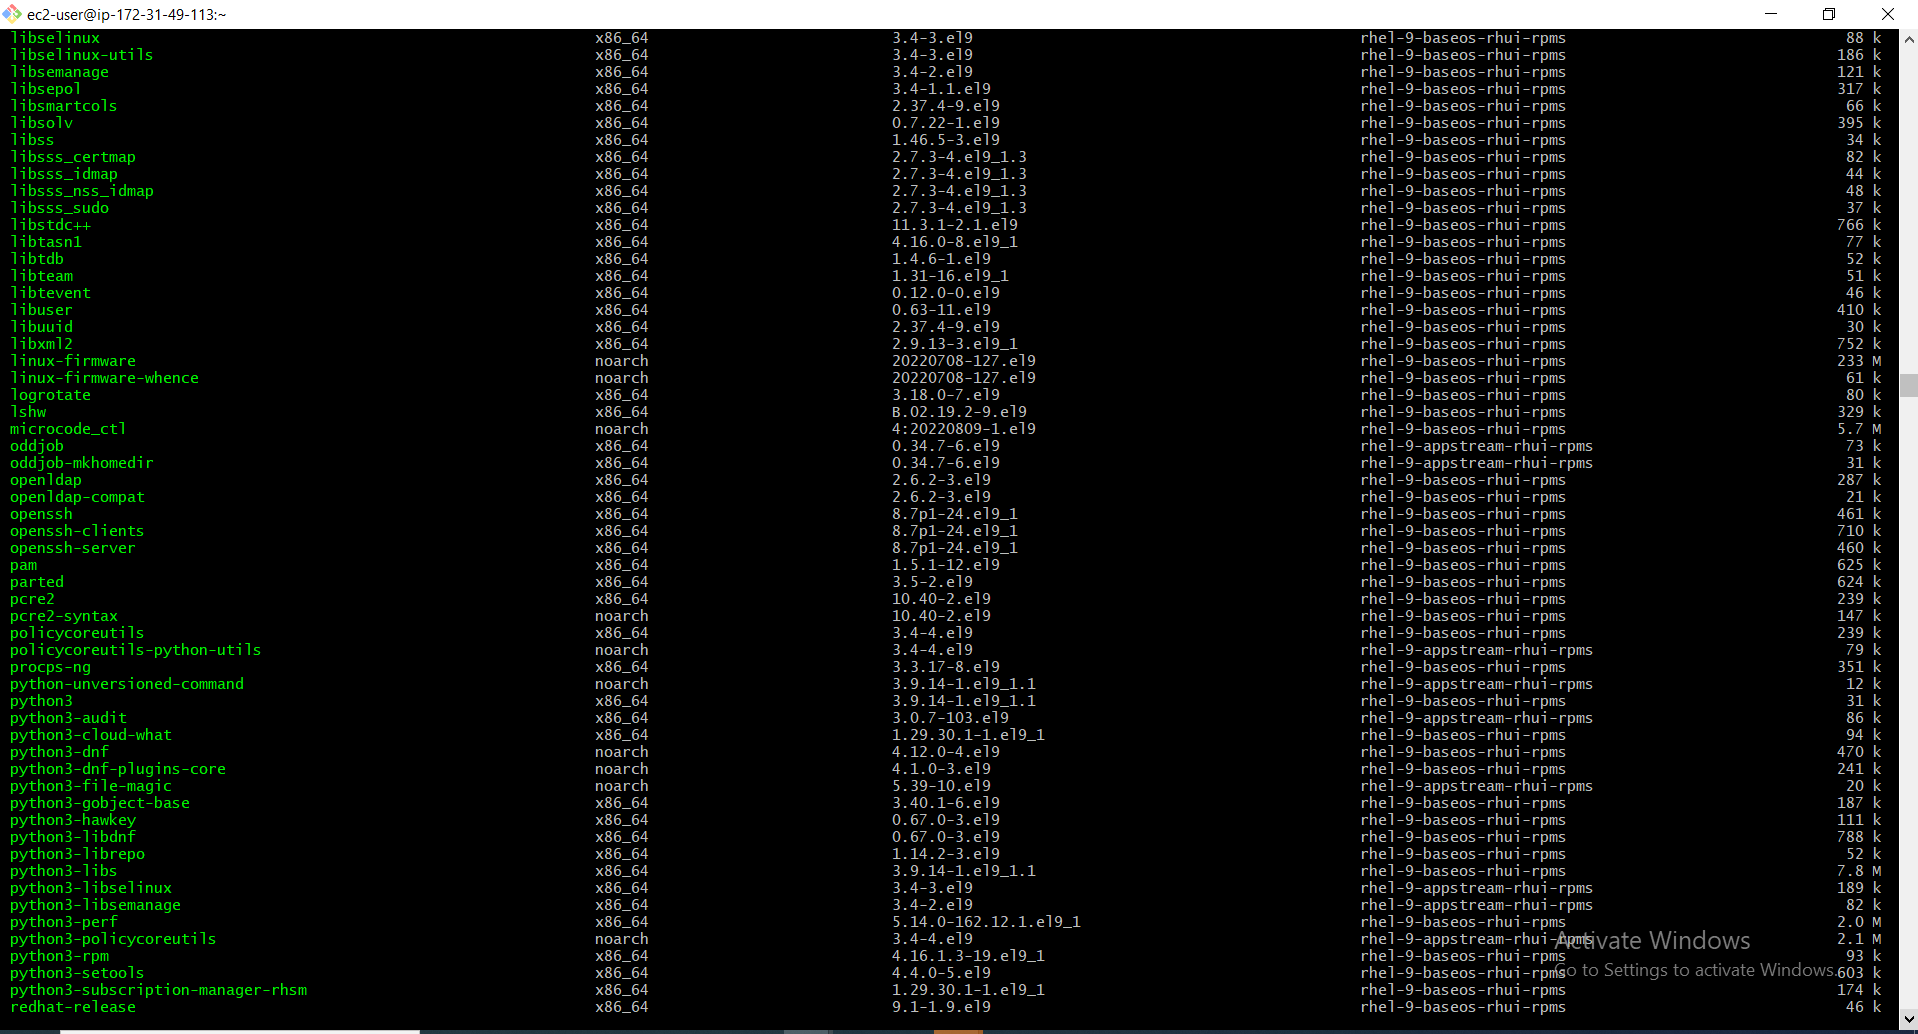 ec2-user@ip-172-31-49-113:~
libselinux x86_64 3.4-3.el9 rhel-9-baseos-rhui-rpms 88 k
libselinux-utils x86_64 3.4-3.el9 rhel-9-baseos-rhui-rpms 186 k
libsemanage x86_64 3.4-2.el9 rhel-9-baseos-rhui-rpms 121 k
libsepol x86_64 3.4-1.1.el9 rhel-9-baseos-rhui-rpms 317 k
libsmartcols x86_64 2.37.4-9.el9 rhel-9-baseos-rhui-rpms 66 k
libsolv x86_64 0.7.22-1.el9 rhel-9-baseos-rhui-rpms 395 k
libss x86_64 1.46.5-3.el9 rhel-9-baseos-rhui-rpms 34 k
libsss_certmap x86_64 2.7.3-4.el9_1.3 rhel-9-baseos-rhui-rpms 82 k
libsss_idmap x86_64 2.7.3-4.el9_1.3 rhel-9-baseos-rhui-rpms 44 k
libsss_nss_idmap x86_64 2.7.3-4.el9_1.3 rhel-9-baseos-rhui-rpms 48 k
libsss_sudo x86_64 2.7.3-4.el9_1.3 rhel-9-baseos-rhui-rpms 37 k
libstdc++ x86_64 11.3.1-2.1.el9 rhel-9-baseos-rhui-rpms 766 k
libtasn1 x86_64 4.16.0-8.el9_1 rhel-9-baseos-rhui-rpms 77 k
libtdb x86_64 1.4.6-1.el9 rhel-9-baseos-rhui-rpms 52 k
libteam x86_64 1.31-16.el9_1 rhel-9-baseos-rhui-rpms 51 k
libtevent x86_64 0.12.0-0.el9 rhel-9-baseos-rhui-rpms 46 k
libuser x86_64 0.63-11.el9 rhel-9-baseos-rhui-rpms 410 k
libuuid x86_64 2.37.4-9.el9 rhel-9-baseos-rhui-rpms 30 k
libxml2 x86_64 2.9.13-3.el9_1 rhel-9-baseos-rhui-rpms 752 k
linux-firmware noarch 20220708-127.el9 rhel-9-baseos-rhui-rpms 233 M
linux-firmware-whence noarch 20220708-127.el9 rhel-9-baseos-rhui-rpms 61 k
logrotate x86_64 3.18.0-7.el9 rhel-9-baseos-rhui-rpms 80 k
lshw x86_64 B.02.19.2-9.el9 rhel-9-baseos-rhui-rpms 329 k
microcode_ctl noarch 4:20220809-1.el9 rhel-9-baseos-rhui-rpms 5.7 M
oddjob x86_64 0.34.7-6.el9 rhel-9-appstream-rhui-rpms 73 k
oddjob-mkhomedir x86_64 0.34.7-6.el9 rhel-9-appstream-rhui-rpms 31 k
openldap x86_64 2.6.2-3.el9 rhel-9-baseos-rhui-rpms 287 k
openldap-compat x86_64 2.6.2-3.el9 rhel-9-baseos-rhui-rpms 21 k
openssh x86_64 8.7p1-24.el9_1 rhel-9-baseos-rhui-rpms 461 k
openssh-clients x86_64 8.7p1-24.el9_1 rhel-9-baseos-rhui-rpms 710 k
openssh-server x86_64 8.7p1-24.el9_1 rhel-9-baseos-rhui-rpms 460 k
pam x86_64 1.5.1-12.el9 rhel-9-baseos-rhui-rpms 625 k
parted x86_64 3.5-2.el9 rhel-9-baseos-rhui-rpms 624 k
pcre2 x86_64 10.40-2.el9 rhel-9-baseos-rhui-rpms 239 k
pcre2-syntax noarch 10.40-2.el9 rhel-9-baseos-rhui-rpms 147 k
policycoreutils x86_64 3.4-4.el9 rhel-9-baseos-rhui-rpms 239 k
policycoreutils-python-utils noarch 3.4-4.el9 rhel-9-appstream-rhui-rpms 79 k
procps-ng x86_64 3.3.17-8.el9 rhel-9-baseos-rhui-rpms 351 k
python-unversioned-command noarch 3.9.14-1.el9_1.1 rhel-9-appstream-rhui-rpms 12 k
python3 x86_64 3.9.14-1.el9_1.1 rhel-9-baseos-rhui-rpms 31 k
python3-audit x86_64 3.0.7-103.el9 rhel-9-appstream-rhui-rpms 86 k
python3-cloud-what x86_64 1.29.30.1-1.el9_1 rhel-9-baseos-rhui-rpms 94 k
python3-dnf noarch 4.12.0-4.el9 rhel-9-baseos-rhui-rpms 470 k
python3-dnf-plugins-core noarch 4.1.0-3.el9 rhel-9-baseos-rhui-rpms 241 k
python3-file-magic noarch 5.39-10.el9 rhel-9-appstream-rhui-rpms 20 k
python3-gobject-base x86_64 3.40.1-6.el9 rhel-9-baseos-rhui-rpms 187 k
python3-hawkey x86_64 0.67.0-3.el9 rhel-9-baseos-rhui-rpms 111 k
python3-libdnf x86_64 0.67.0-3.el9 rhel-9-baseos-rhui-rpms 788 k
python3-librepo x86_64 1.14.2-3.el9 rhel-9-baseos-rhui-rpms 52 k
python3-libs x86_64 3.9.14-1.el9_1.1 rhel-9-baseos-rhui-rpms 7.8 M
python3-libselinux x86_64 3.4-3.el9 rhel-9-appstream-rhui-rpms 189 k
python3-libsemanage x86_64 3.4-2.el9 rhel-9-appstream-rhui-rpms 82 k
python3-perf x86_64 5.14.0-162.12.1.el9_1 rhel-9-baseos-rhui-rpms 2.0 M
python3-policycoreutils noarch 3.4-4.el9 rhel-9-appstream-rhui-rpms 2.1 M
python3-rpm x86_64 4.16.1.3-19.el9_1 rhel-9-baseos-rhui-rpms 93 k
python3-setools x86_64 4.4.0-5.el9 rhel-9-baseos-rhui-rpms 603 k
python3-subscription-manager-rhsm x86_64 1.29.30.1-1.el9_1 rhel-9-baseos-rhui-rpms 174 k
redhat-release x86_64 9.1-1.9.el9 rhel-9-baseos-rhui-rpms 46 k
Activate Windows
Go to Settings to activate Windows.